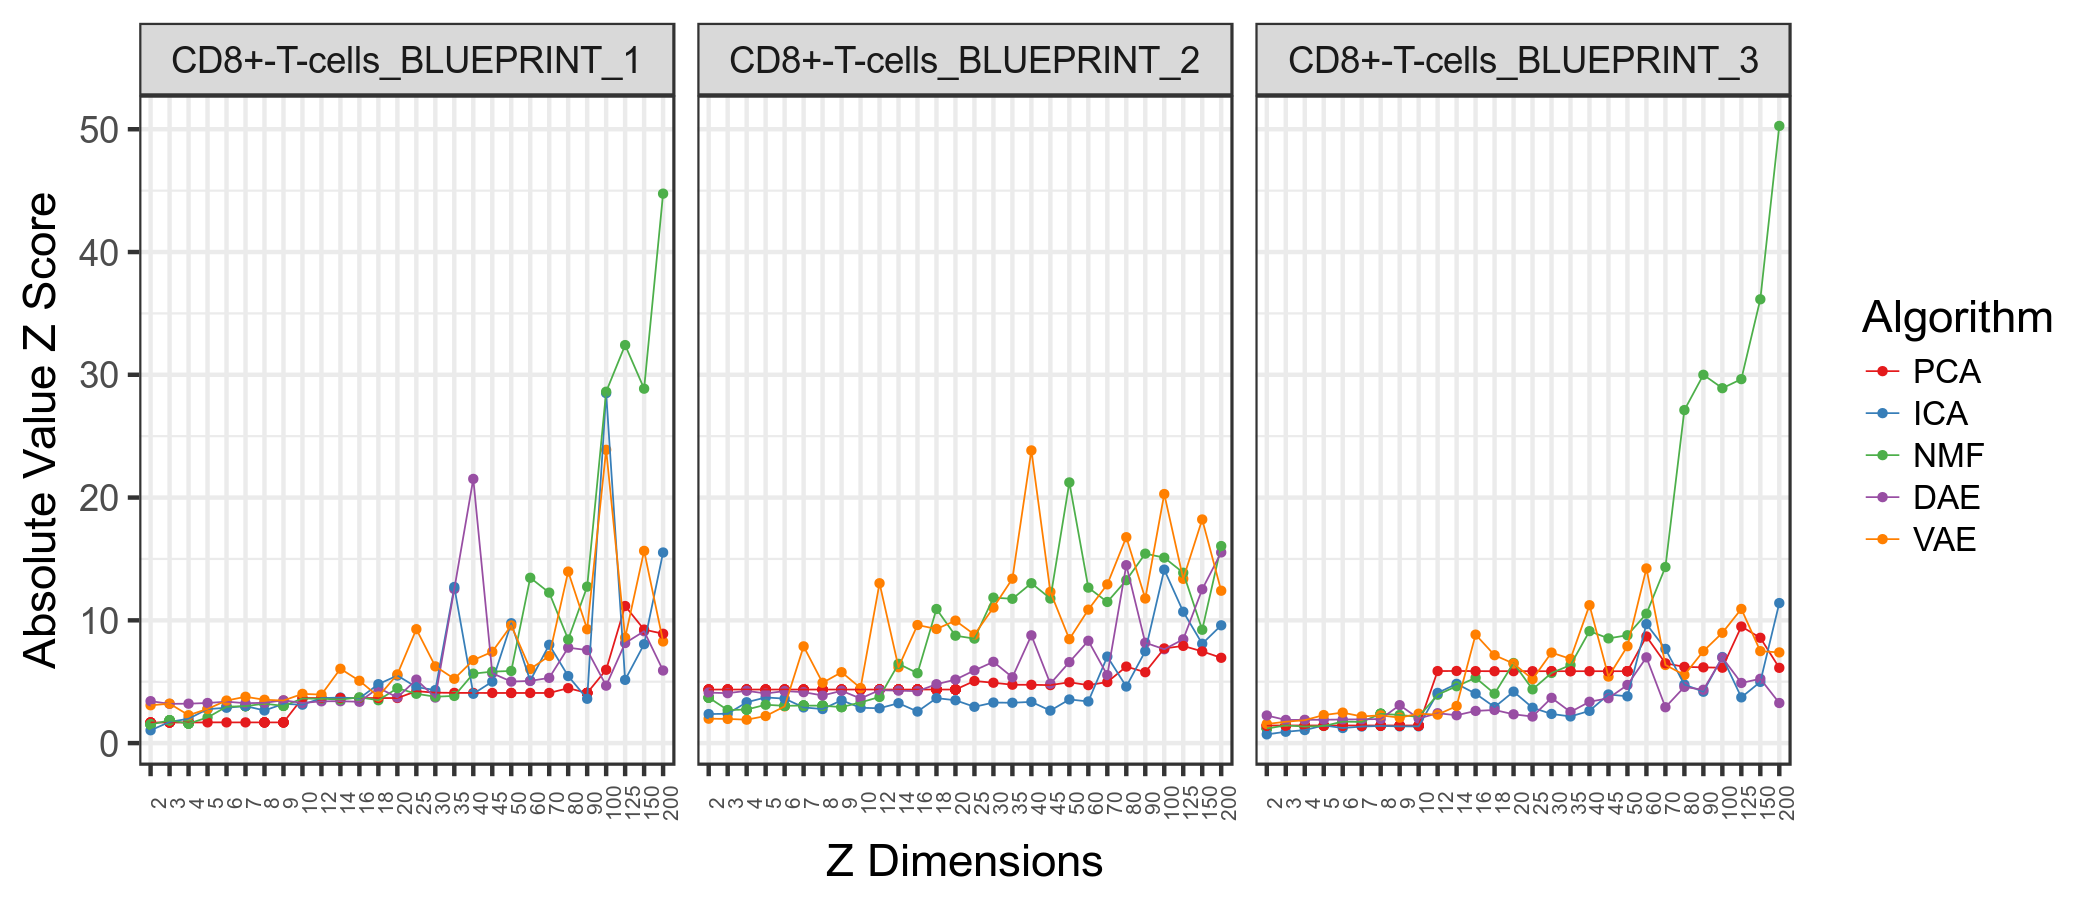 CD8+-T-cells_BLUEPRINT_1 CD8+-T-cells_BLUEPRINT_2 CD8+-T-cells_BLUEPRINT_3
Absolute Value Z Score
50
40
30
20
10
0
2 3 4 5 6 7 8 9 10 12 14 16 18 20 25 30 35 40 45 50 60 70 80 90 100 125 150 200
2 3 4 5 6 7 8 9 10 12 14 16 18 20 25 30 35 40 45 50 60 70 80 90 100 125 150 200
2 3 4 5 6 7 8 9 10 12 14 16 18 20 25 30 35 40 45 50 60 70 80 90 100 125 150 200
Z Dimensions
Algorithm
PCA
ICA
NMF
DAE
VAE